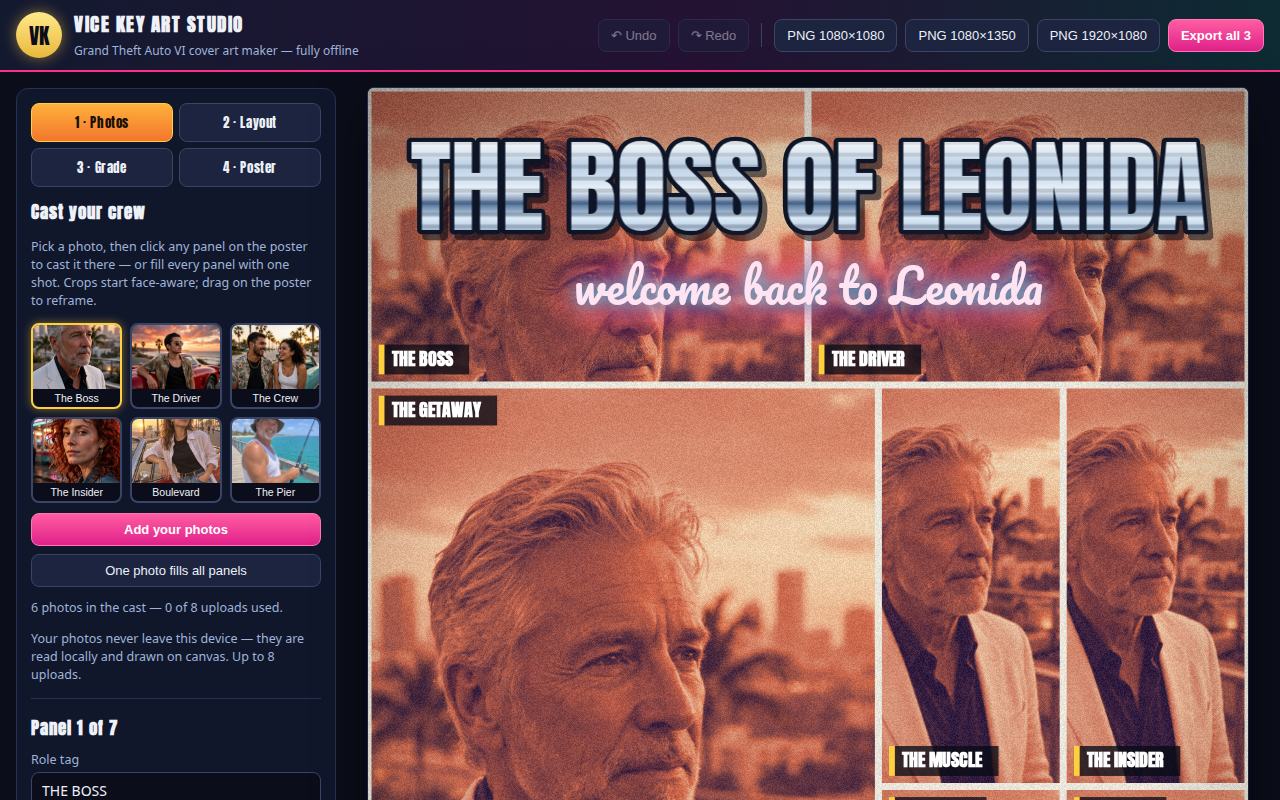 VK
VICE KEY ART STUDIO
Grand Theft Auto VI cover art maker — fully offline
↶ Undo
↷ Redo
PNG 1080×1080
PNG 1080×1350
PNG 1920×1080
Export all 3
1 · Photos
2 · Layout
3 · Grade
4 · Poster
Cast your crew
Pick a photo, then click any panel on the poster
to cast it there — or fill every panel with one
shot. Crops start face-aware; drag on the poster
to reframe.
The Boss
The Driver
The Crew
The Insider
Boulevard
The Pier
Add your photos
One photo fills all panels
6 photos in the cast — 0 of 8 uploads used.
Your photos never leave this device — they are
read locally and drawn on canvas. Up to 8
uploads.
Panel 1 of 7
Role tag
THE BOSS
THE BOSS OF LEONIDA
welcome back to Leonida
THE BOSS
THE DRIVER
THE GETAWAY
THE MUSCLE
THE INSIDER